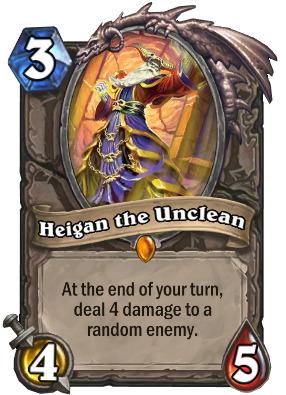 3
Heigan the Unclean
At the end of your turn,
deal 4 damage to a
random enemy.
4
5